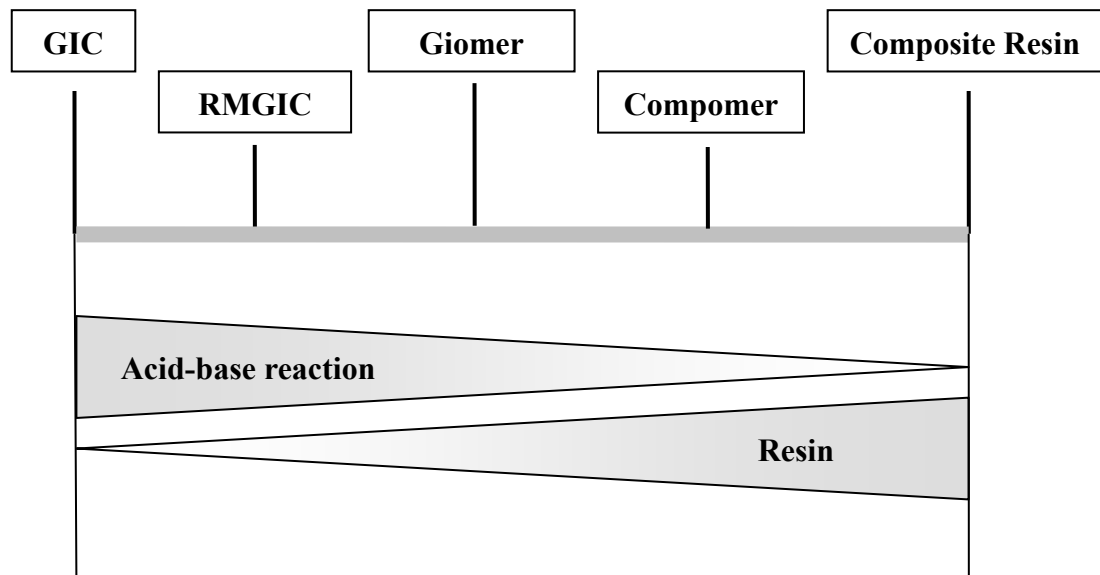 GIC
Giomer
Composite Resin
RMGIC
Compomer
Acid-base reaction
Resin